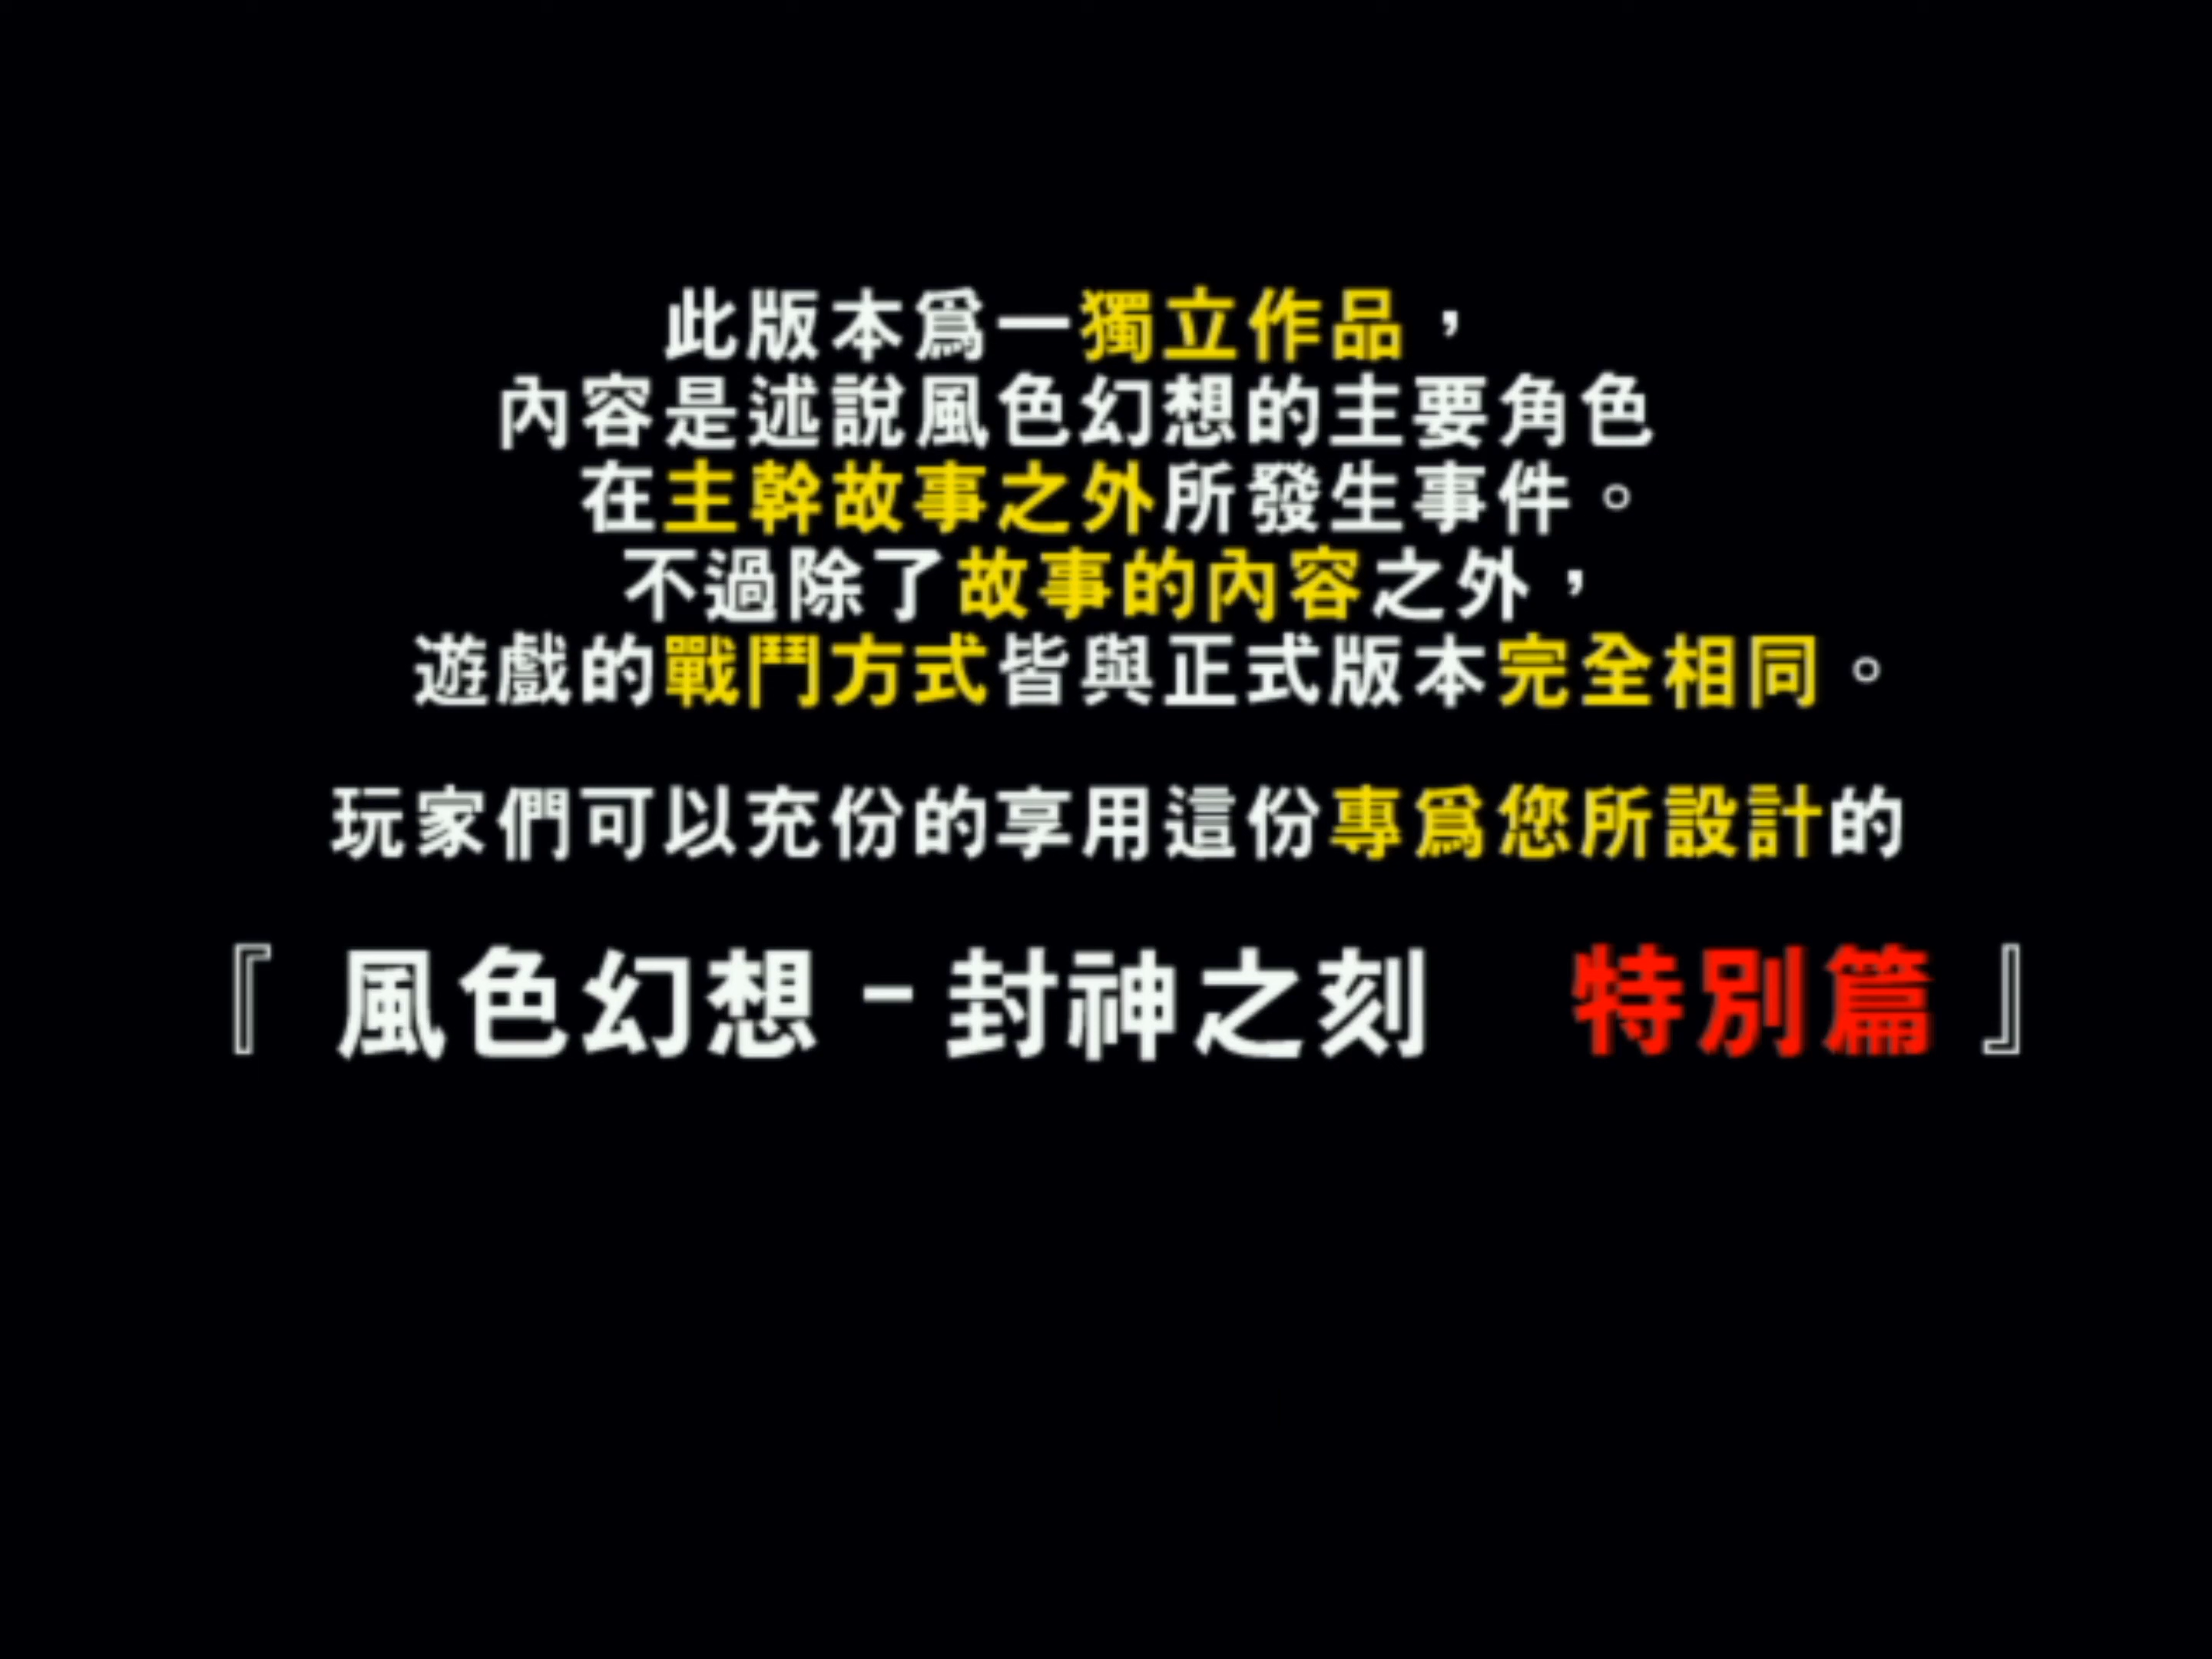 此版本爲一獨立作品，
內容是述說風色幻想的主要角色
在主幹故事之外所發生事件。
不過除了故事的內容之外，
遊戲的戰鬥方式皆與正式版本完全相同。
玩家們可以充份的享用這份專爲您所設計的
『風色幻想－封神之刻　特別篇』